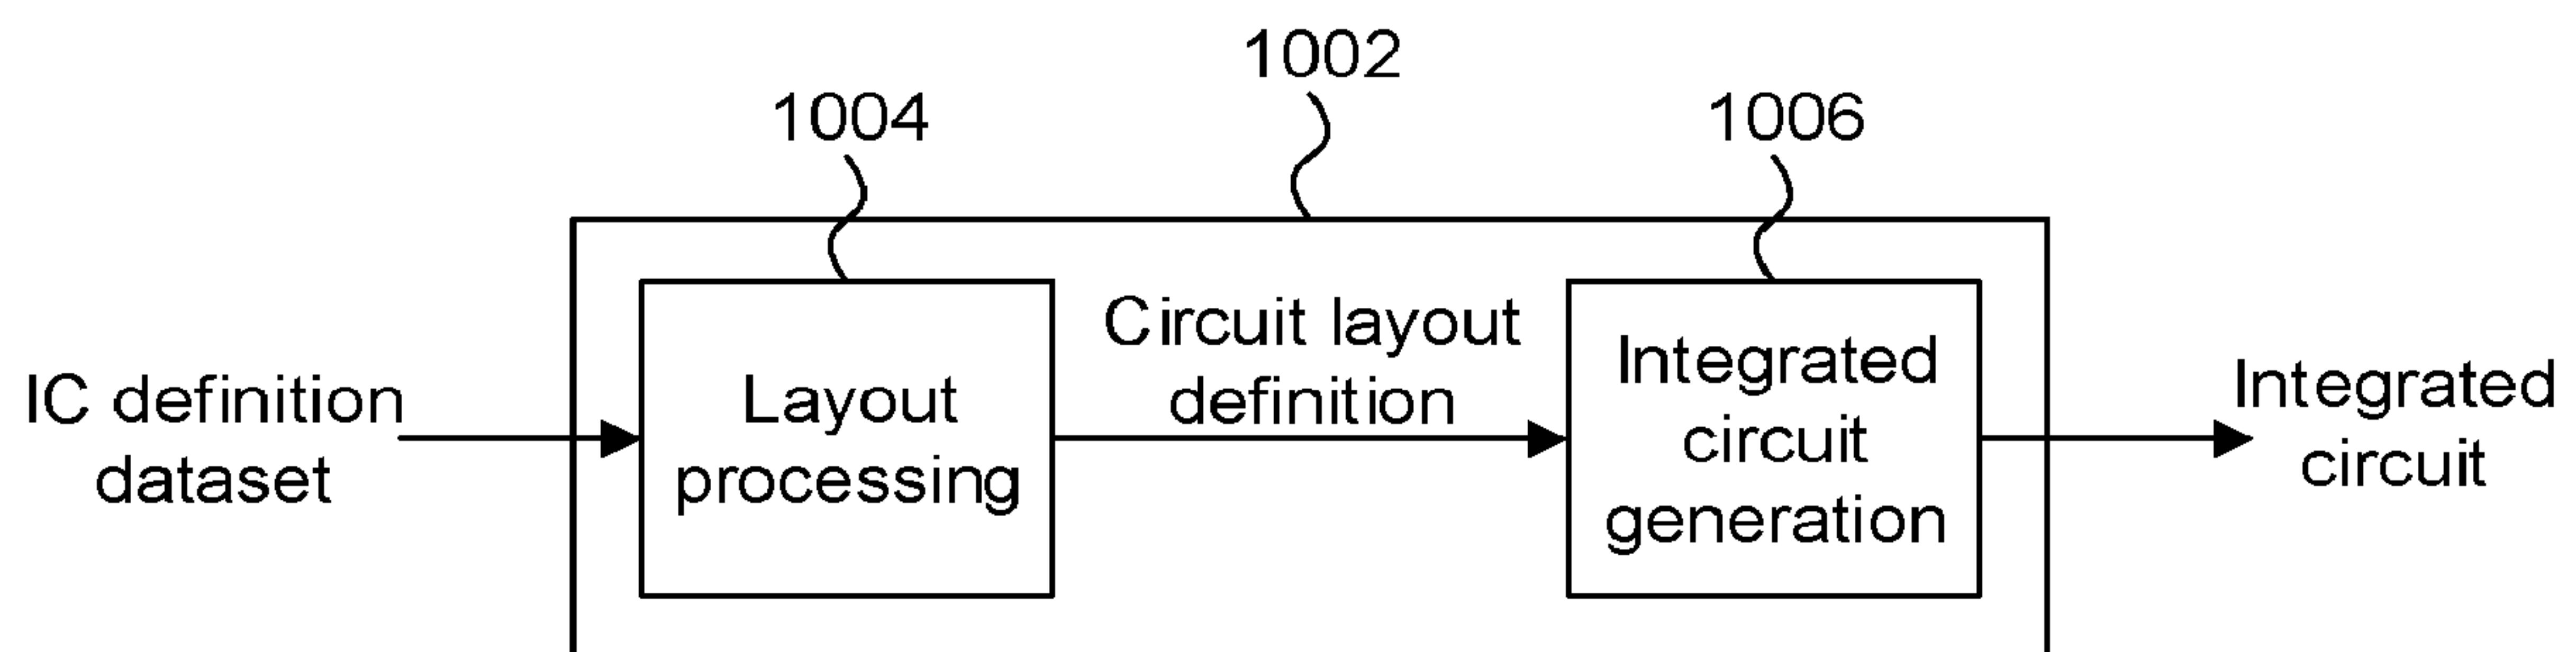 1002
1004
1006
IC definition
dataset
Layout
processing
Circuit layout
definition
Integrated
circuit
generation
Integrated
circuit